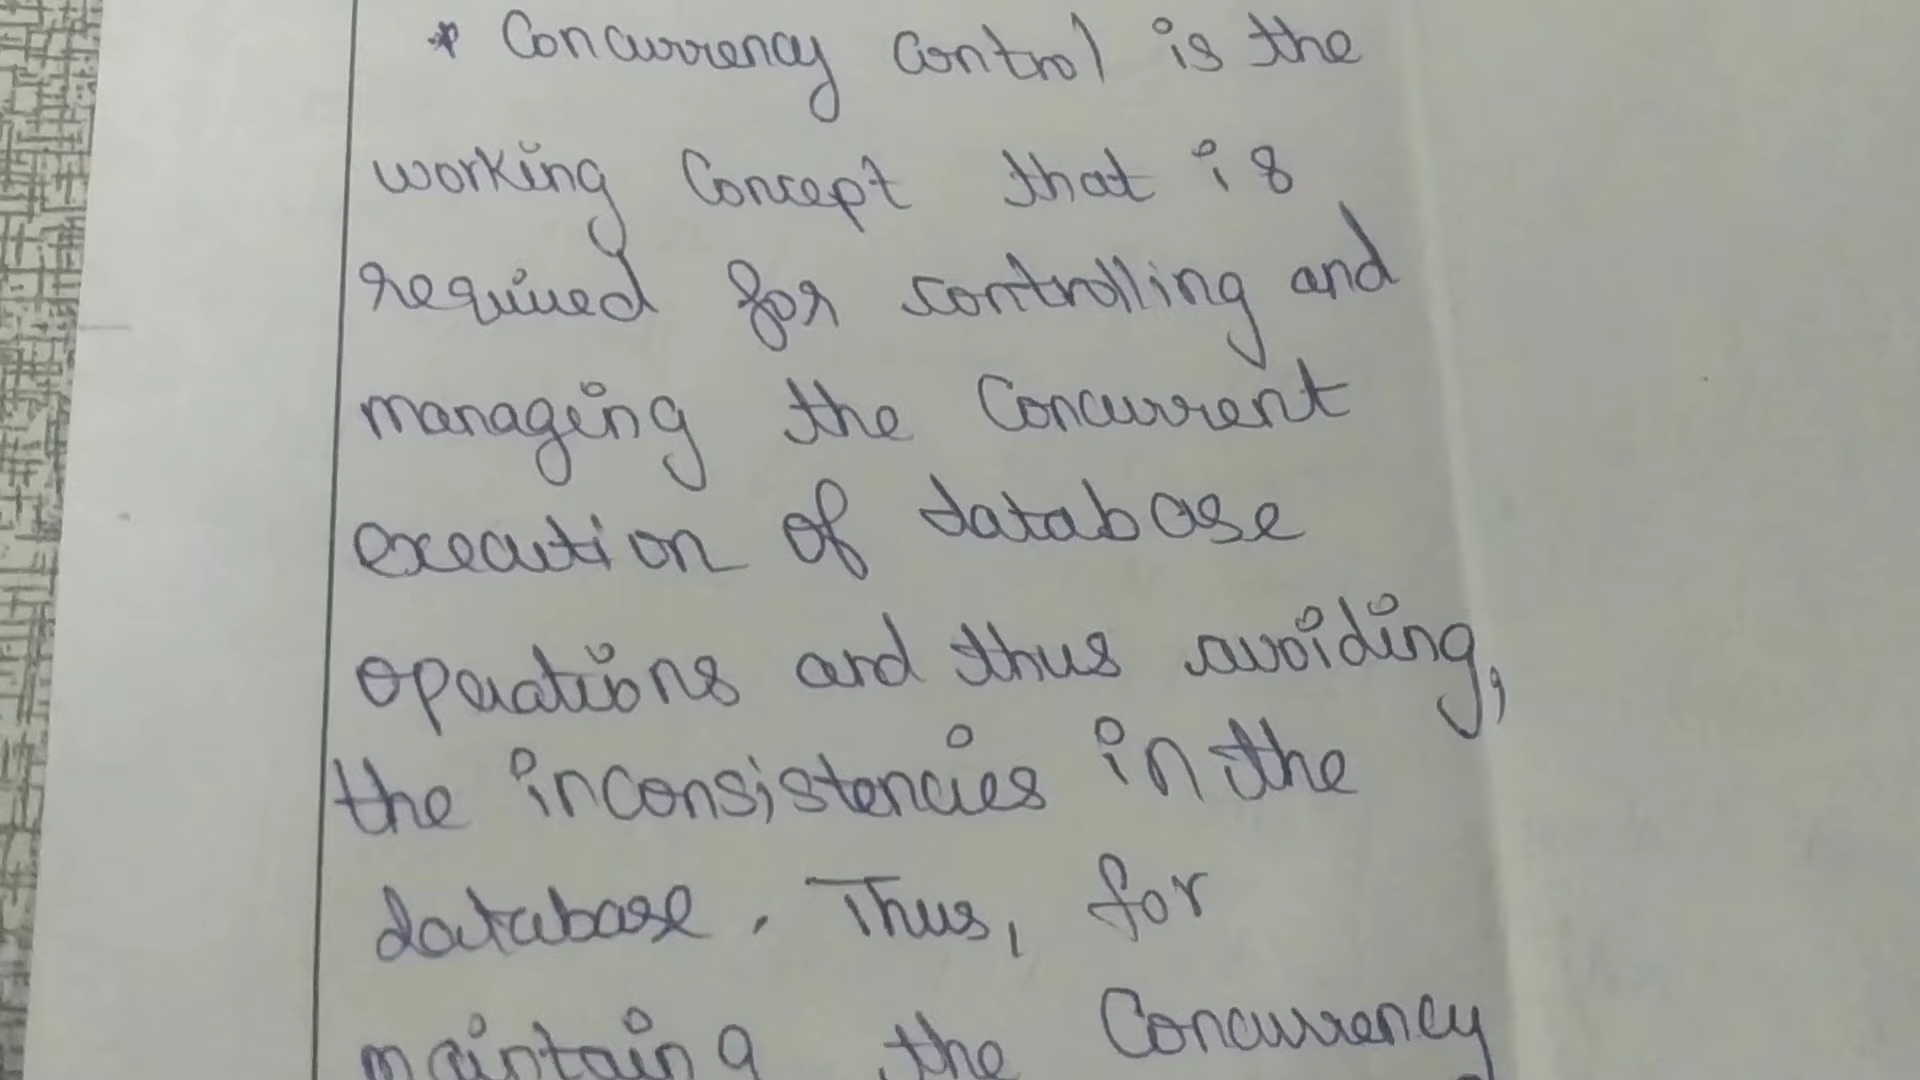 * Concurrency Control is the
working Concept that is
required for controlling and
managing the Concurrent
execution of database
operations and thus avoiding,
the inconsistencies in the
database. Thus, for
maintaing the Concurrency